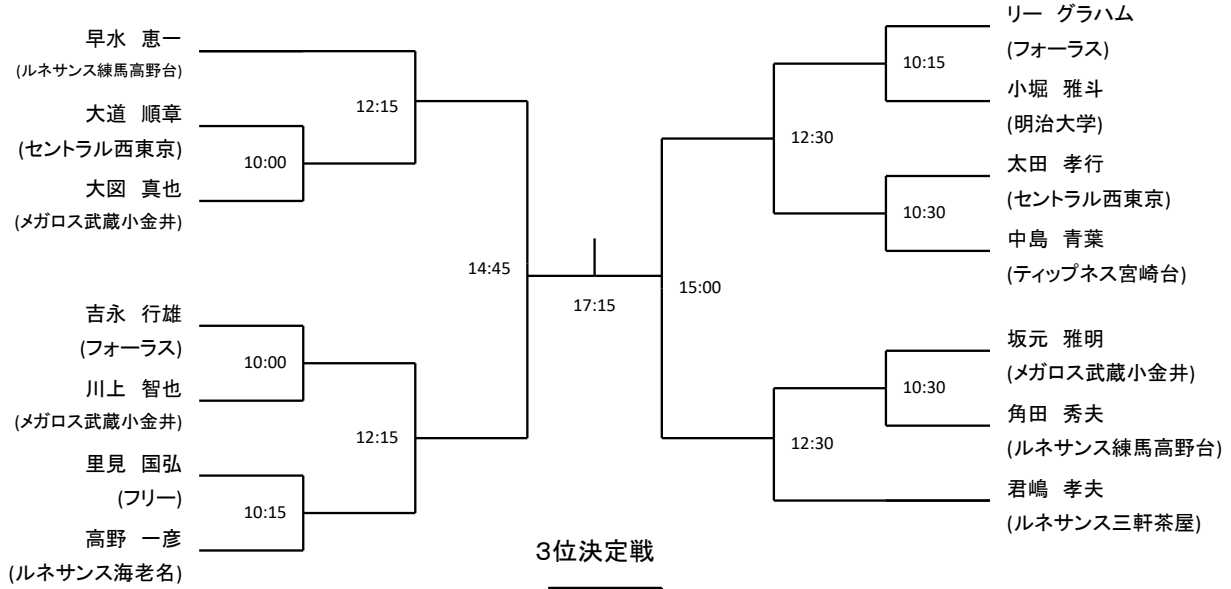 早水　恵一
(ルネサンス練馬高野台)
12:15
大道　順章
(セントラル西東京)
10:00
大図　真也
(メガロス武蔵小金井)
14:45
吉永　行雄
(フォーラス)
10:00
川上　智也
(メガロス武蔵小金井)
12:15
里見　国弘
(フリー)
10:15
高野　一彦
(ルネサンス海老名)
17:15
リー　グラハム
(フォーラス)
10:15
小堀　雅斗
(明治大学)
12:30
太田　孝行
(セントラル西東京)
10:30
中島　青葉
(ティップネス宮崎台)
15:00
坂元　雅明
(メガロス武蔵小金井)
10:30
角田　秀夫
(ルネサンス練馬高野台)
12:30
君嶋　孝夫
(ルネサンス三軒茶屋)
3位決定戦